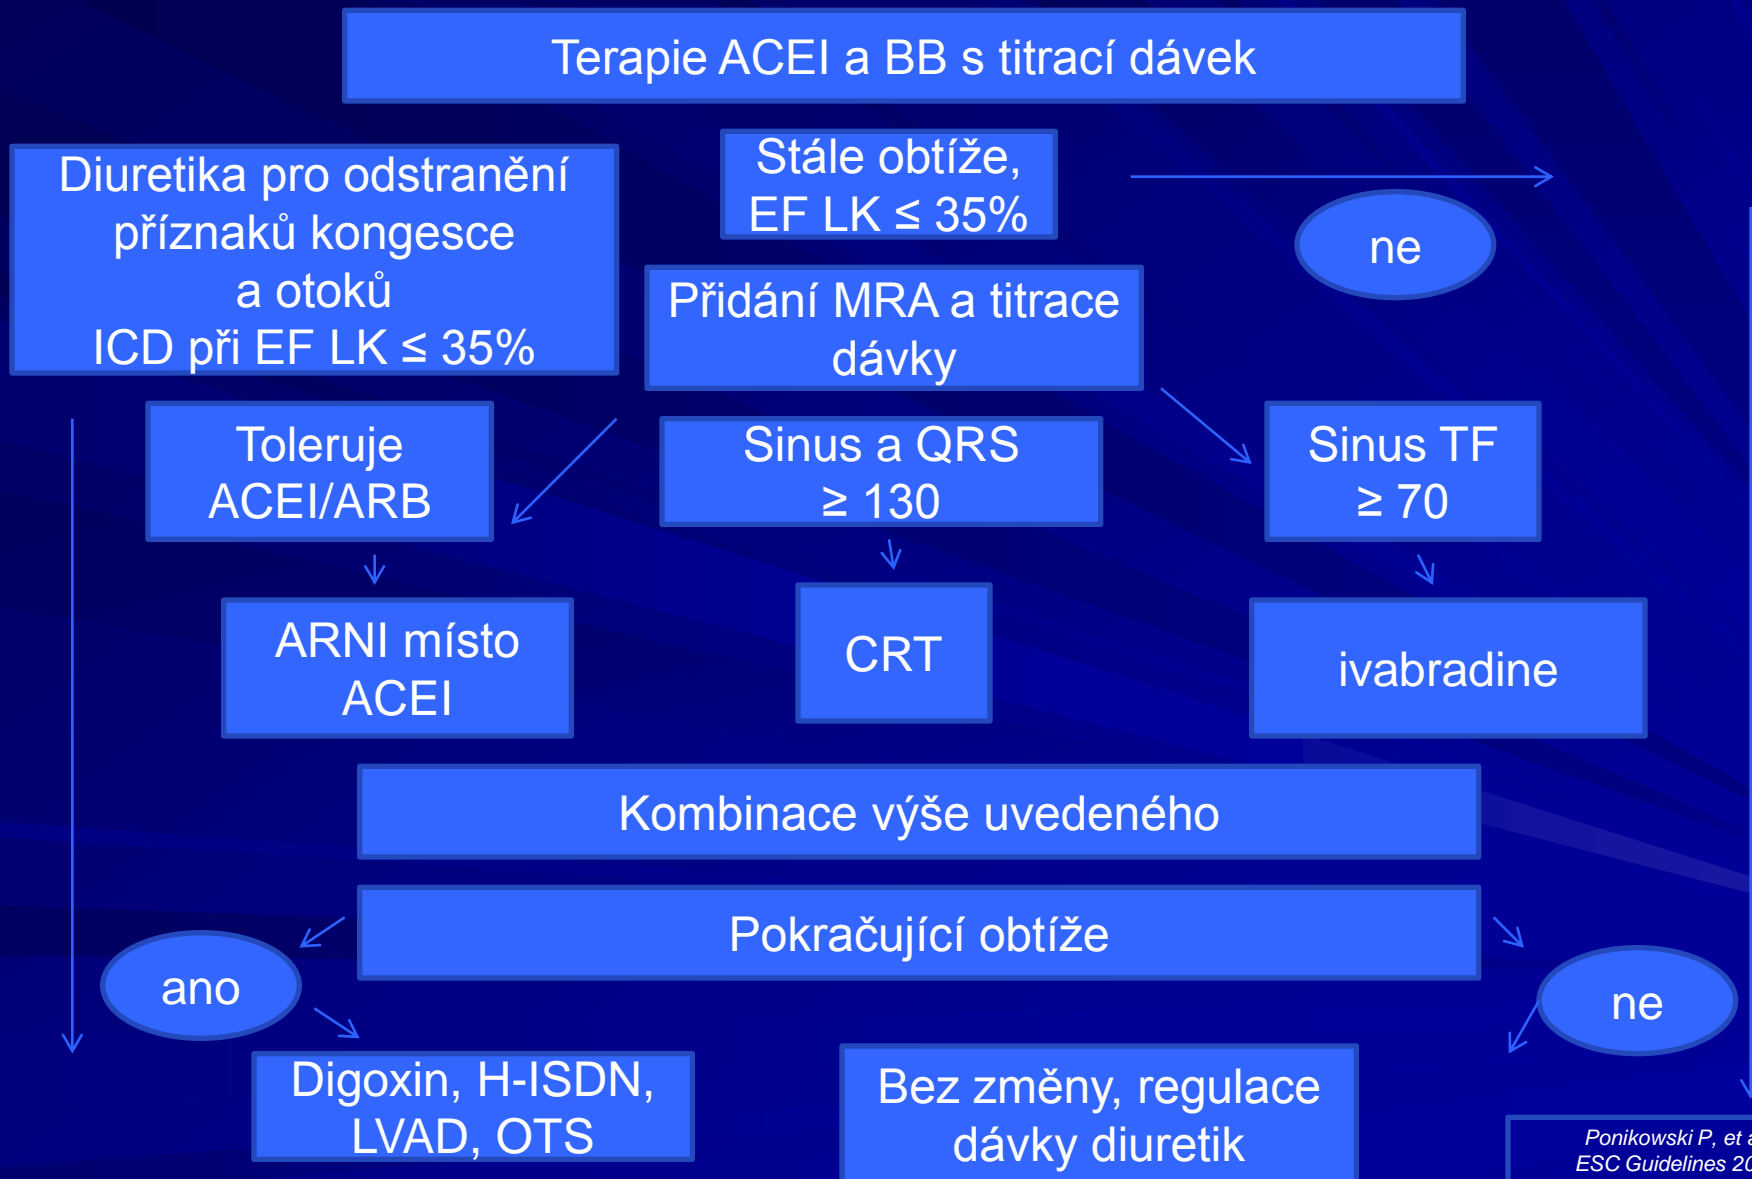 Terapie ACEI a BB s titrací dávek
Diuretika pro odstranění
příznaků kongesce
a otoků
ICD při EF LK ≤ 35%
Stále obtíže,
EF LK ≤ 35%
ne
Přidání MRA a titrace
dávky
Toleruje
ACEI/ARB
Sinus a QRS
≥ 130
Sinus TF
≥ 70
ARNI místo
ACEI
CRT
ivabradine
Kombinace výše uvedeného
Pokračující obtíže
ano
ne
Digoxin, H-ISDN,
LVAD, OTS
Bez změny, regulace
dávky diuretik
Ponikowski P, et
ESC Guidelines